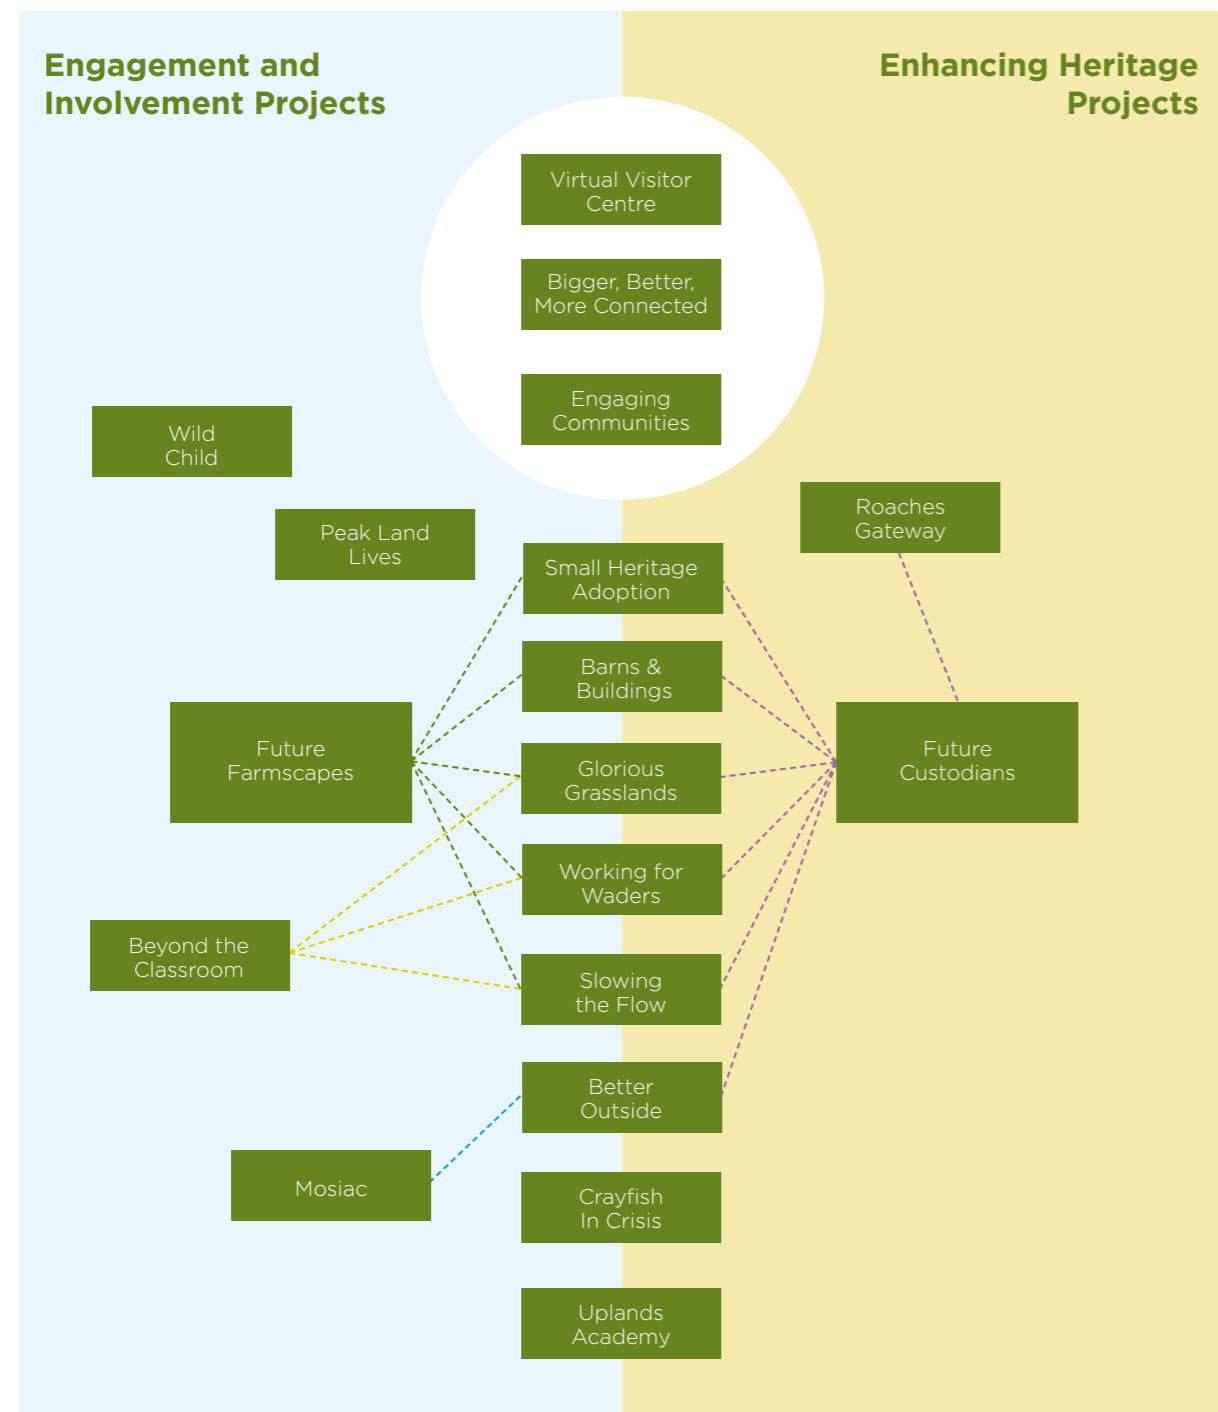 Engagement and
Involvement Projects
Enhancing Heritage
Projects
Virtual Visitor
Centre
Bigger, Better,
More Connected
Engaging
Communities
Wild
Child
Roaches
Gateway
Peak Land
Lives
Small Heritage
Adoption
Barns &
Buildings
Future
Farmscapes
Glorious
Grasslands
Future
Custodians
Working for
Waders
Beyond the
Classroom
Slowing
the Flow
Better
Outside
Mosiac
Crayfish
In Crisis
Uplands
Academy